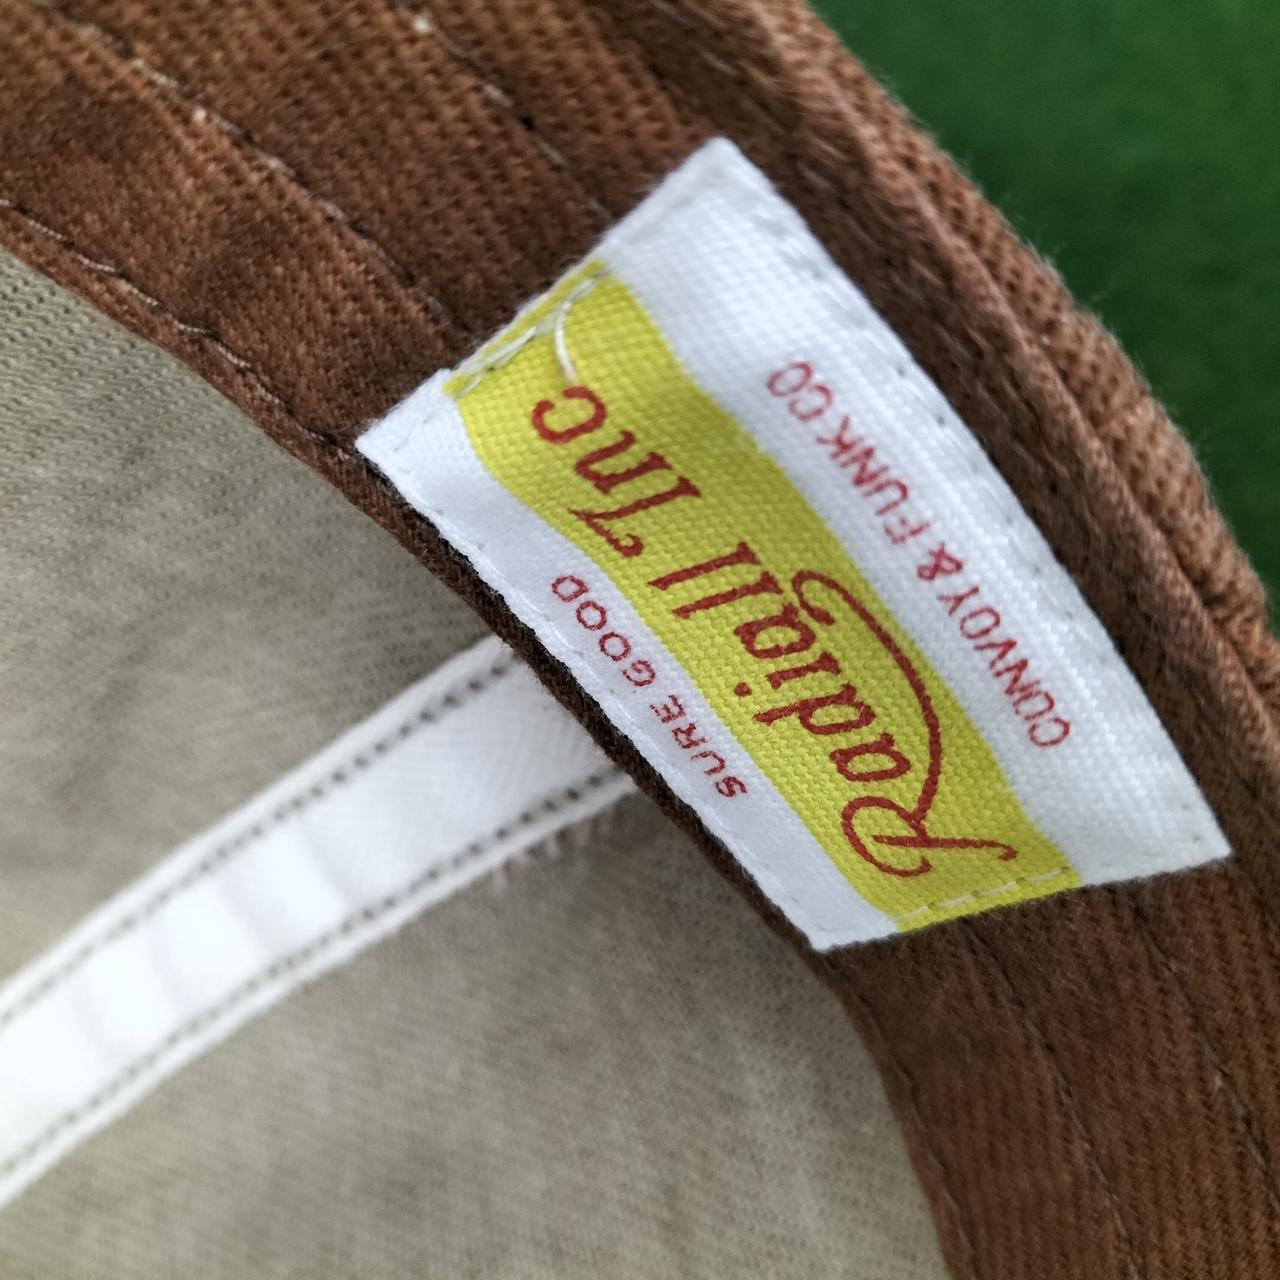 SURE GOOD
Radiall Inc
CONVOY & FUNK CO